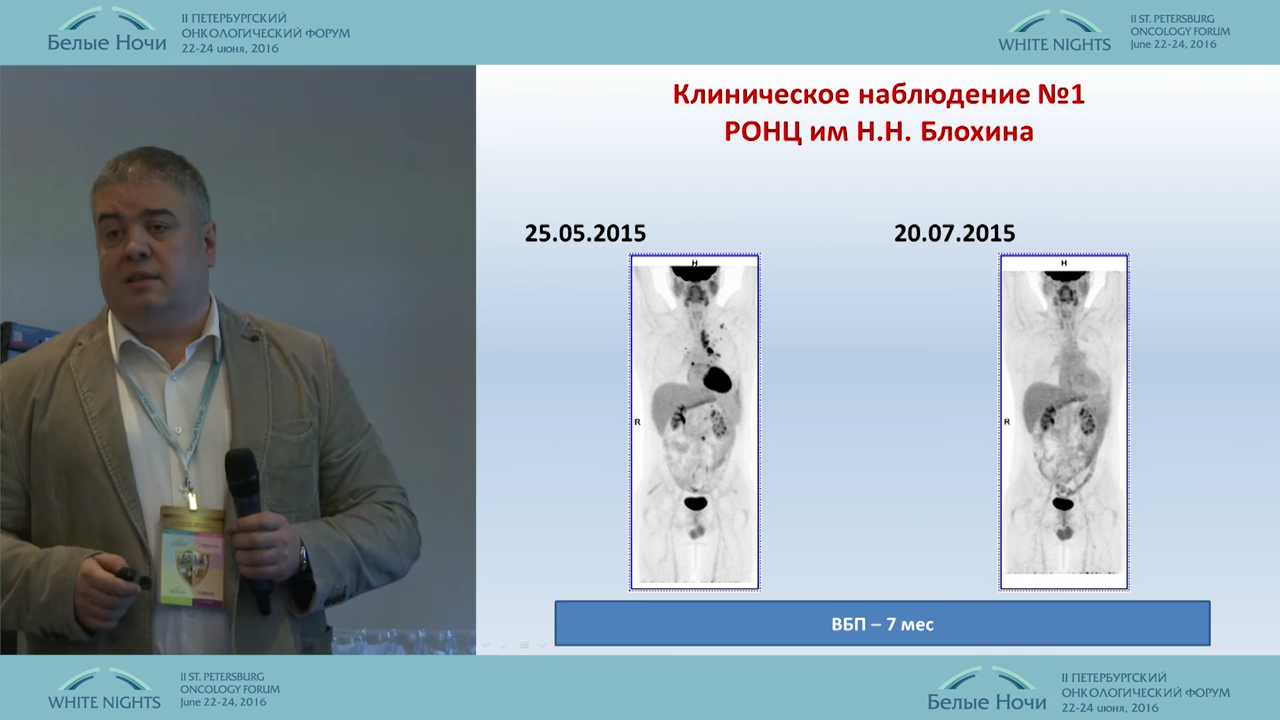 Белые Ночи
II ПЕТЕРБУРГСКИЙ
ОНКОЛОГИЧЕСКИЙ ФОРУМ
22-24 июня, 2016
WHITE NIGHTS
II ST. PETERSBURG
ONCOLOGY FORUM
June 22-24, 2016
Клиническое наблюдение №1
РОНЦ им Н.Н. Блохина
25.05.2015
20.07.2015
H
H
R
R
ВБП – 7 мес
WHITE NIGHTS
II ST. PETERSBURG
ONCOLOGY FORUM
June 22-24, 2016
Белые Ночи
II ПЕТЕРБУРГСКИЙ
ОНКОЛОГИЧЕСКИЙ ФОРУМ
22-24 июня, 2016